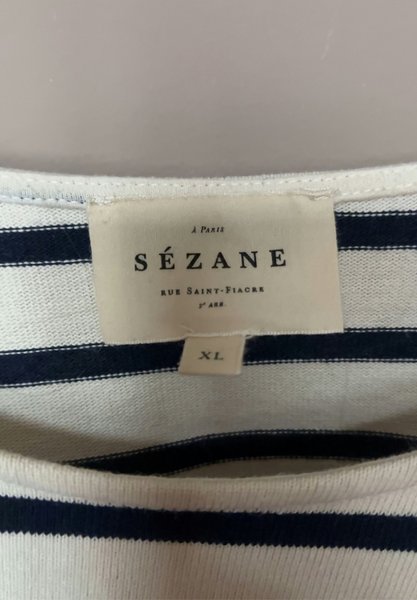 À Paris
SÉZANE
Rue Saint-Fiacre
2e Arr.
XL